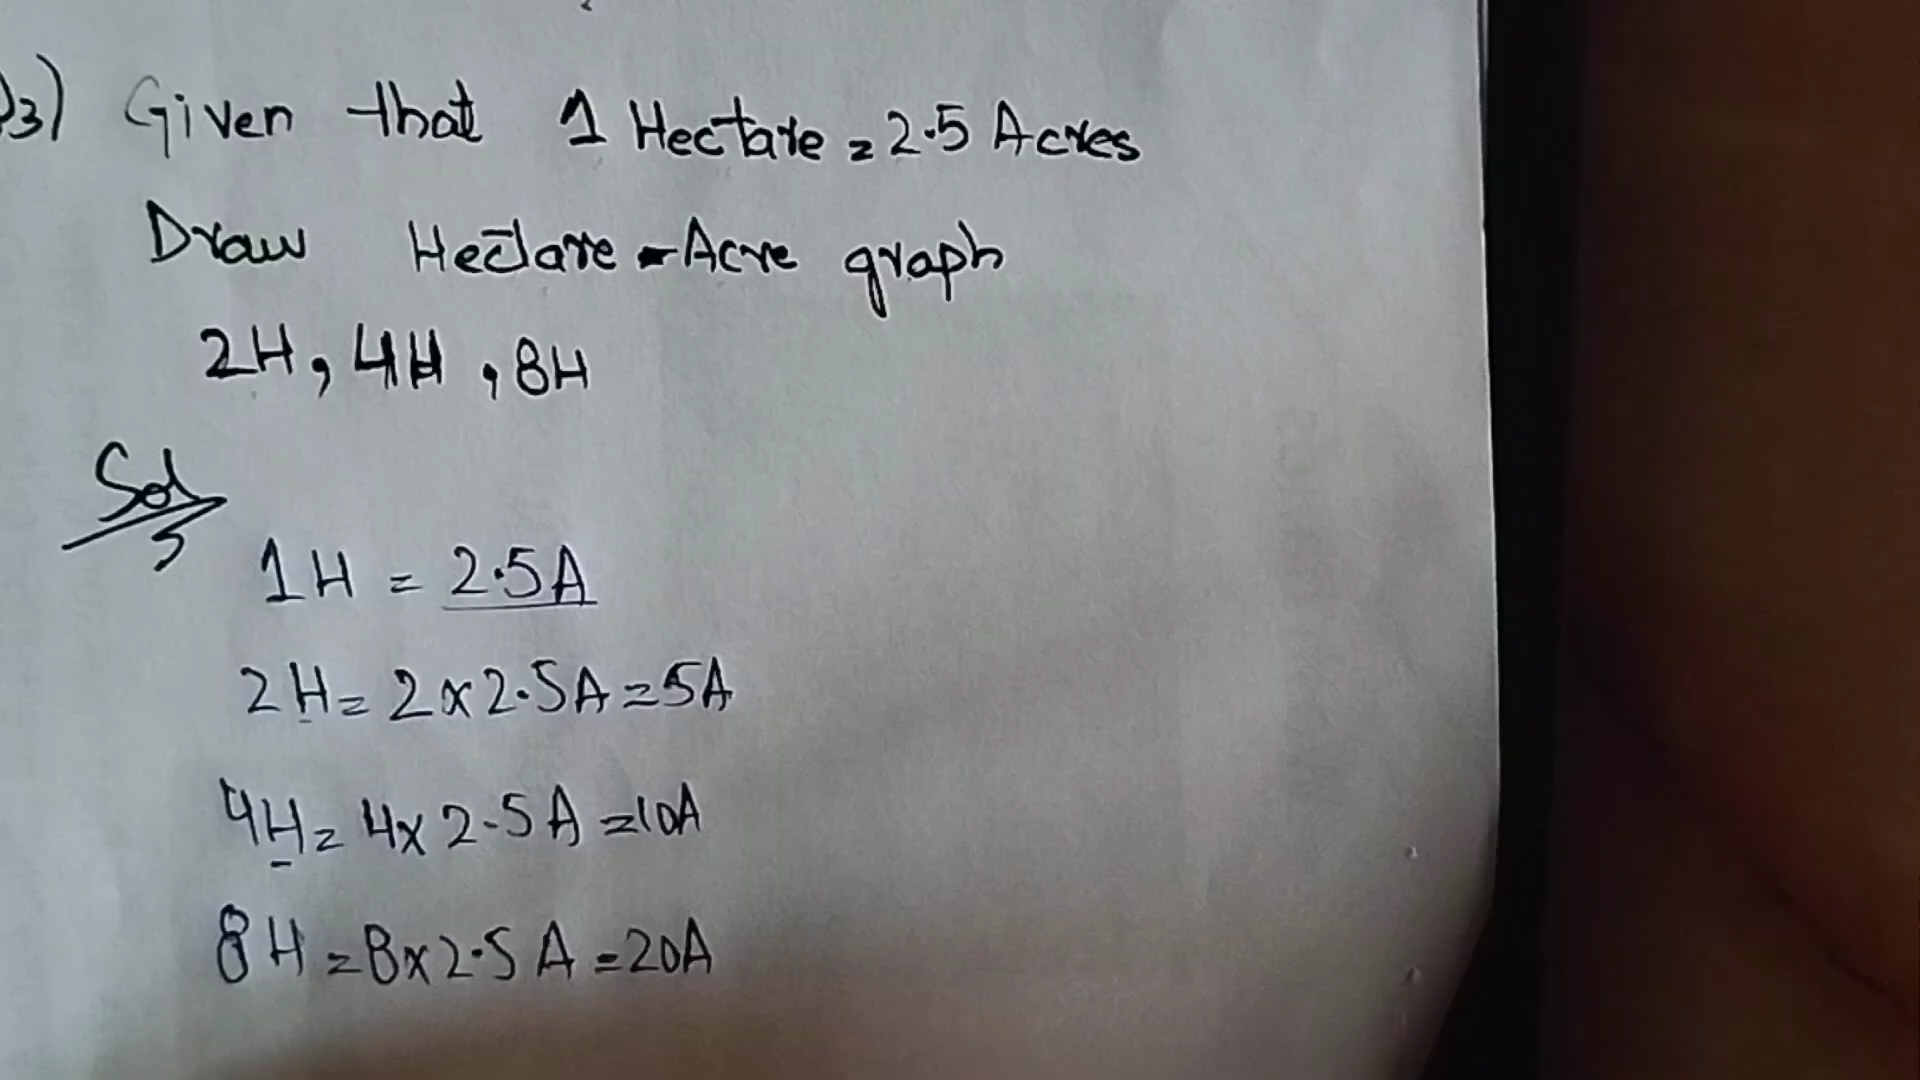 Q3) Given that 1 Hectare = 2.5 Acres
Draw Hectare - Acre graph
2H, 4H, 8H
Sol
1H = 2.5A
2H = 2x2.5A = 5A
4H = 4x2.5A = 10A
8H = 8x2.5A = 20A